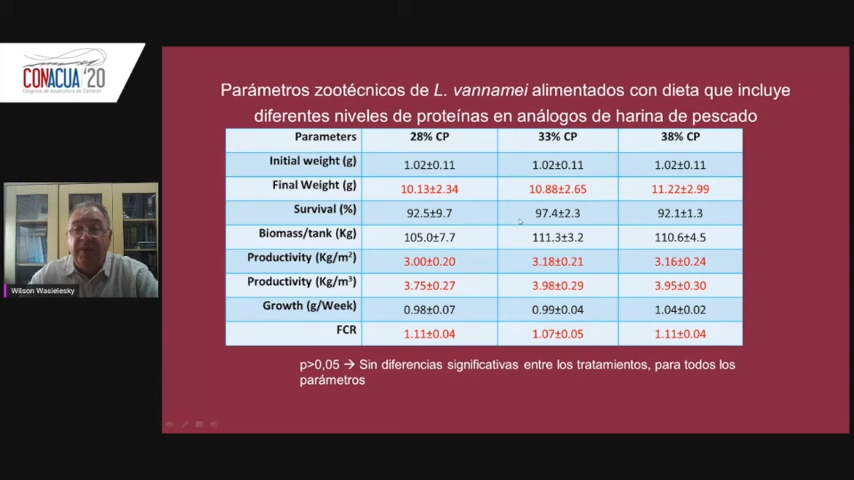 CONACUA '20
Parámetros zootécnicos de L. vannamei alimentados con dieta que incluye
diferentes niveles de proteínas en análogos de harina de pescado
Parameters 28% CP 33% CP 38% CP
Initial weight (g) 1.02±0.11 1.02±0.11 1.02±0.11
Final Weight (g) 10.13±2.34 10.88±2.65 11.22±2.99
Survival (%) 92.5±9.7 97.4±2.3 92.1±1.3
Biomass/tank (Kg) 105.0±7.7 111.3±3.2 110.6±4.5
Productivity (Kg/m²) 3.00±0.20 3.18±0.21 3.16±0.24
Productivity (Kg/m³) 3.75±0.27 3.98±0.29 3.95±0.30
Growth (g/Week) 0.98±0.07 0.99±0.04 1.04±0.02
FCR 1.11±0.04 1.07±0.05 1.11±0.04
p>0,05 → Sin diferencias significativas entre los tratamientos, para todos los
parámetros
Wilson Wasielesky